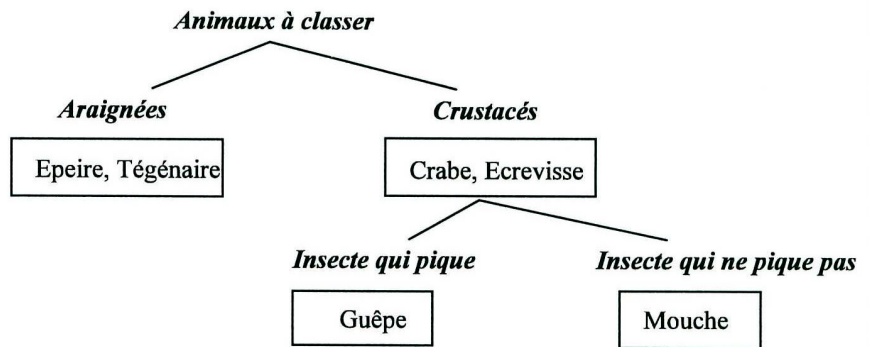 Animaux à classer
Araignées Crustacés
Epeire, Tégénaire Crabe, Ecrevisse
Insecte qui pique Insecte qui ne pique pas
Guêpe Mouche